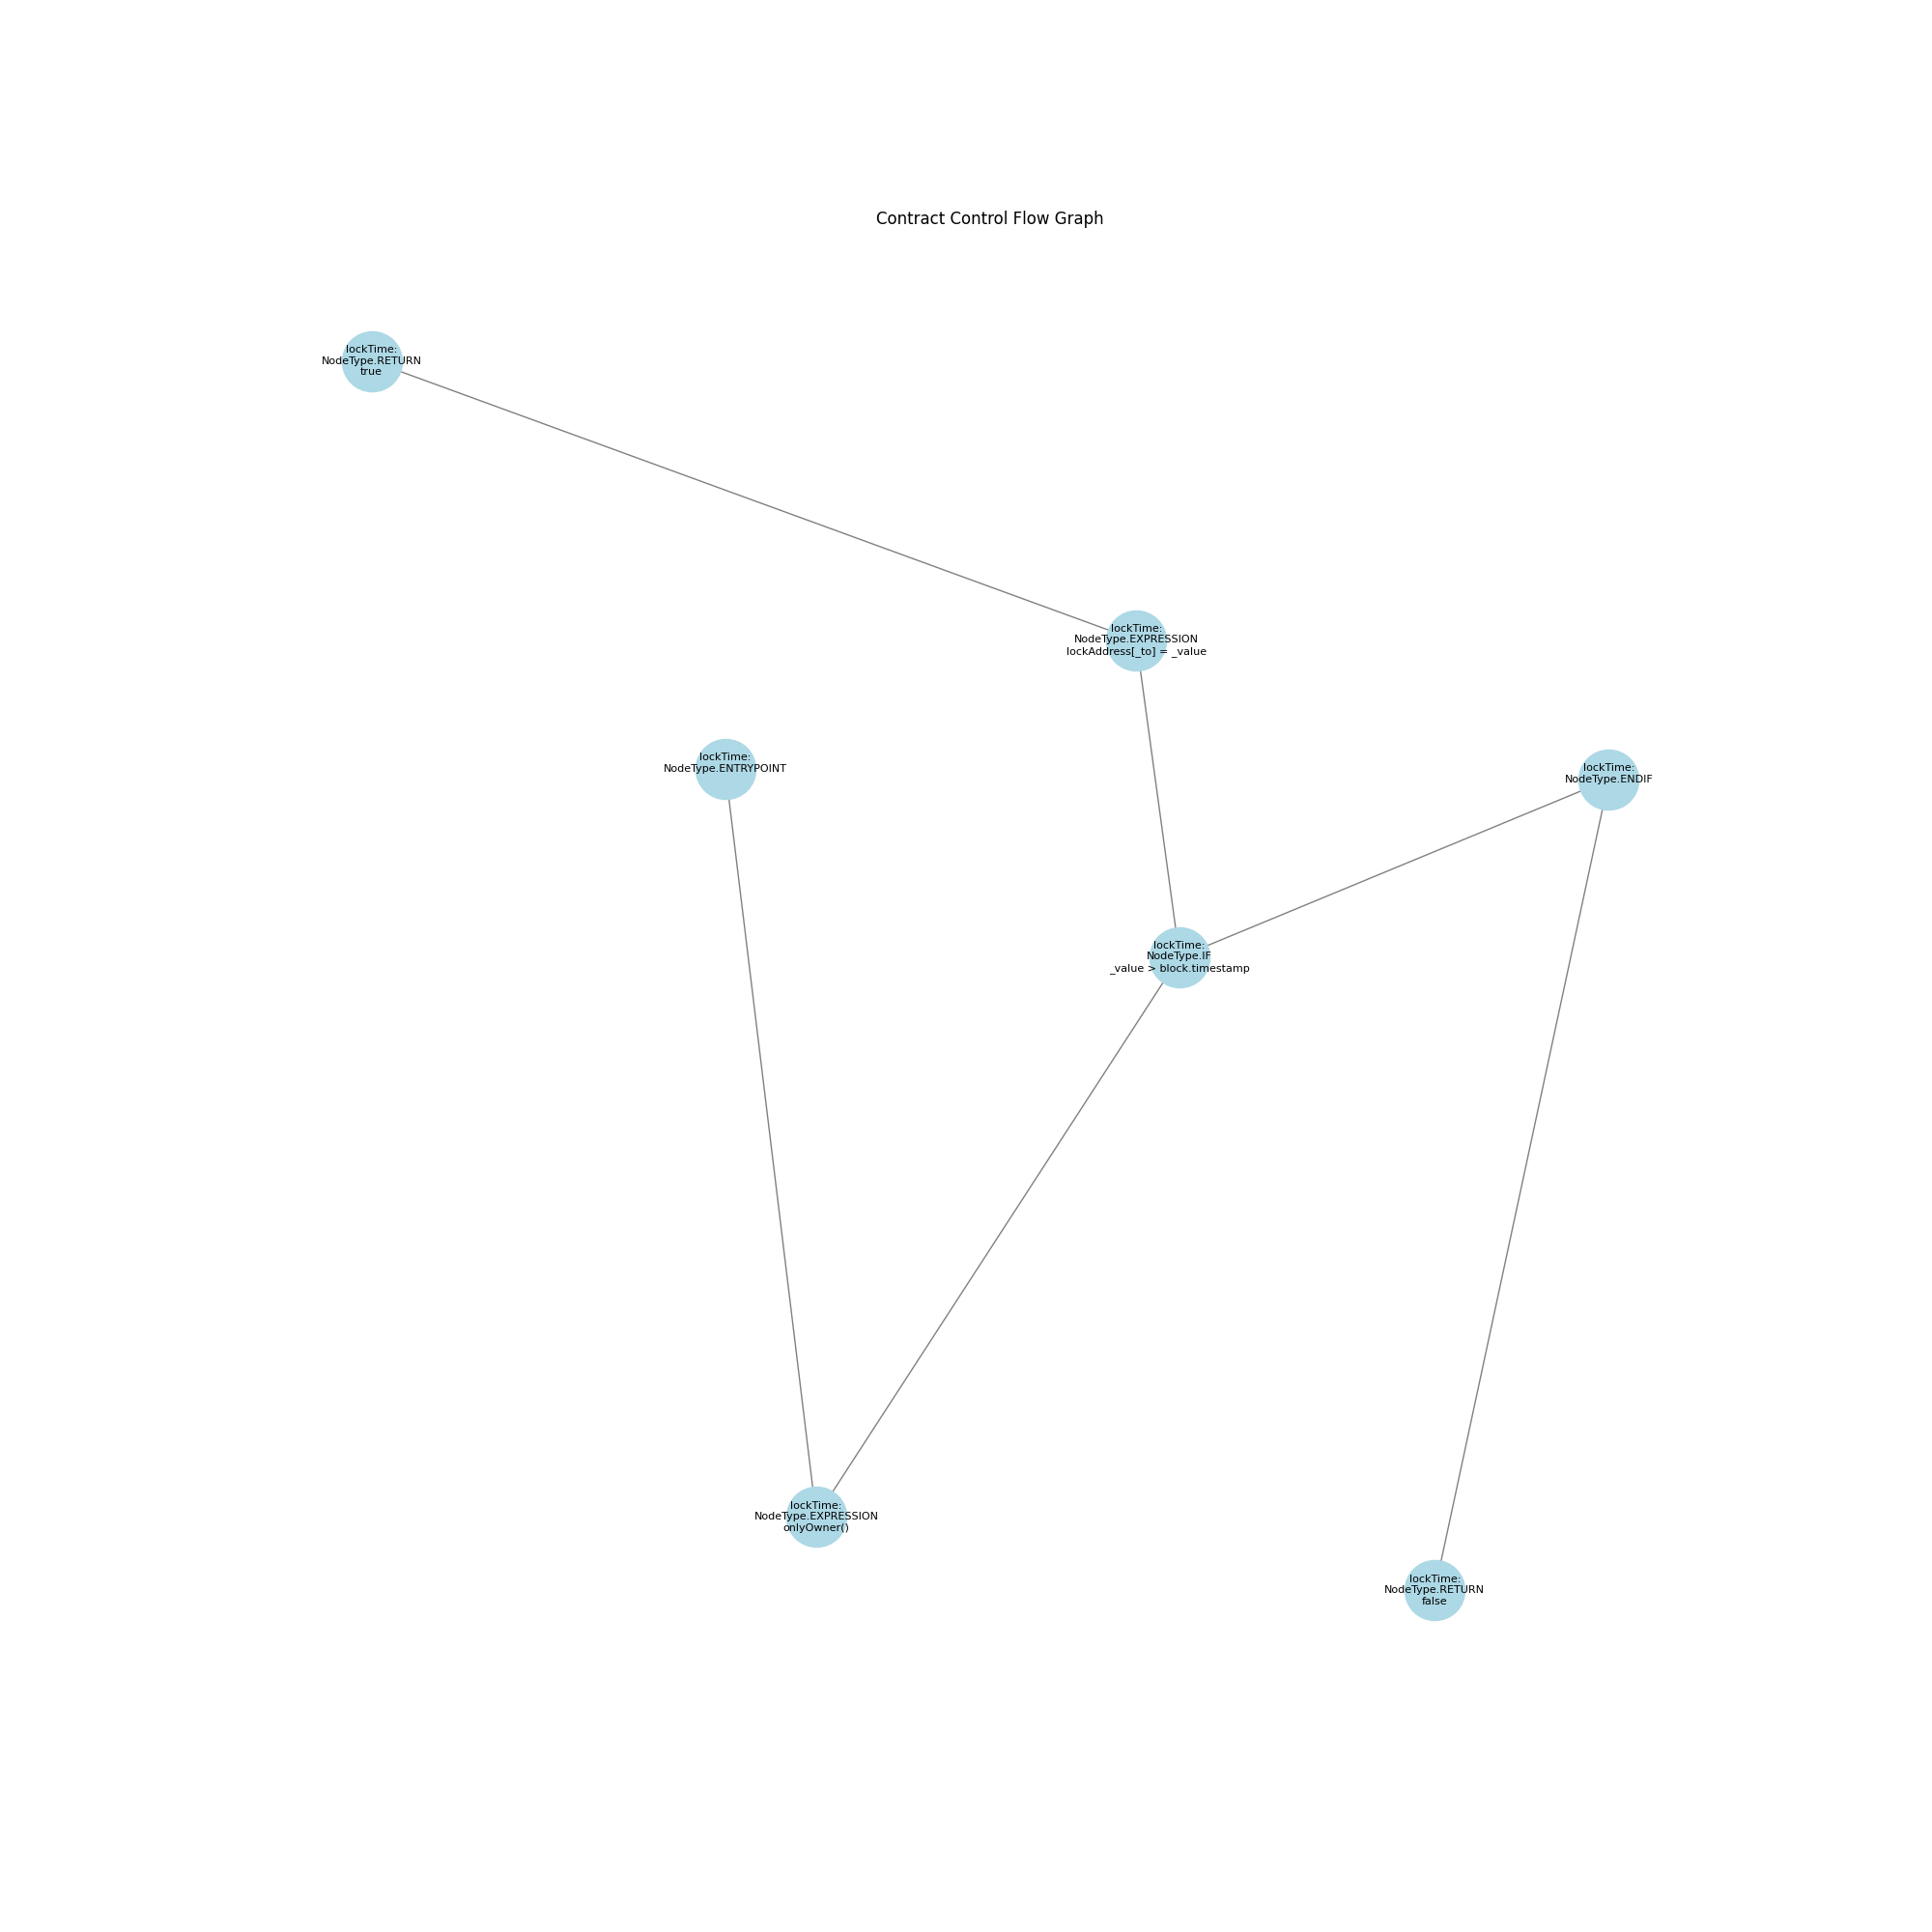 Contract Control Flow Graph
lockTime:
NodeType.RETURN
true
lockTime:
NodeType.EXPRESSION
lockAddress[_to] = _value
lockTime:
NodeType.ENTRYPOINT
lockTime:
NodeType.ENDIF
lockTime:
NodeType.IF
_value > block.timestamp
lockTime:
NodeType.EXPRESSION
onlyOwner()
lockTime:
NodeType.RETURN
false